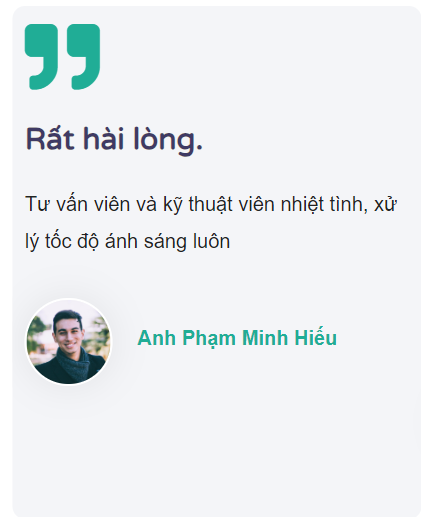 Rất hài lòng.
Tư vấn viên và kỹ thuật viên nhiệt tình, xử
lý tốc độ ánh sáng luôn
Anh Phạm Minh Hiếu